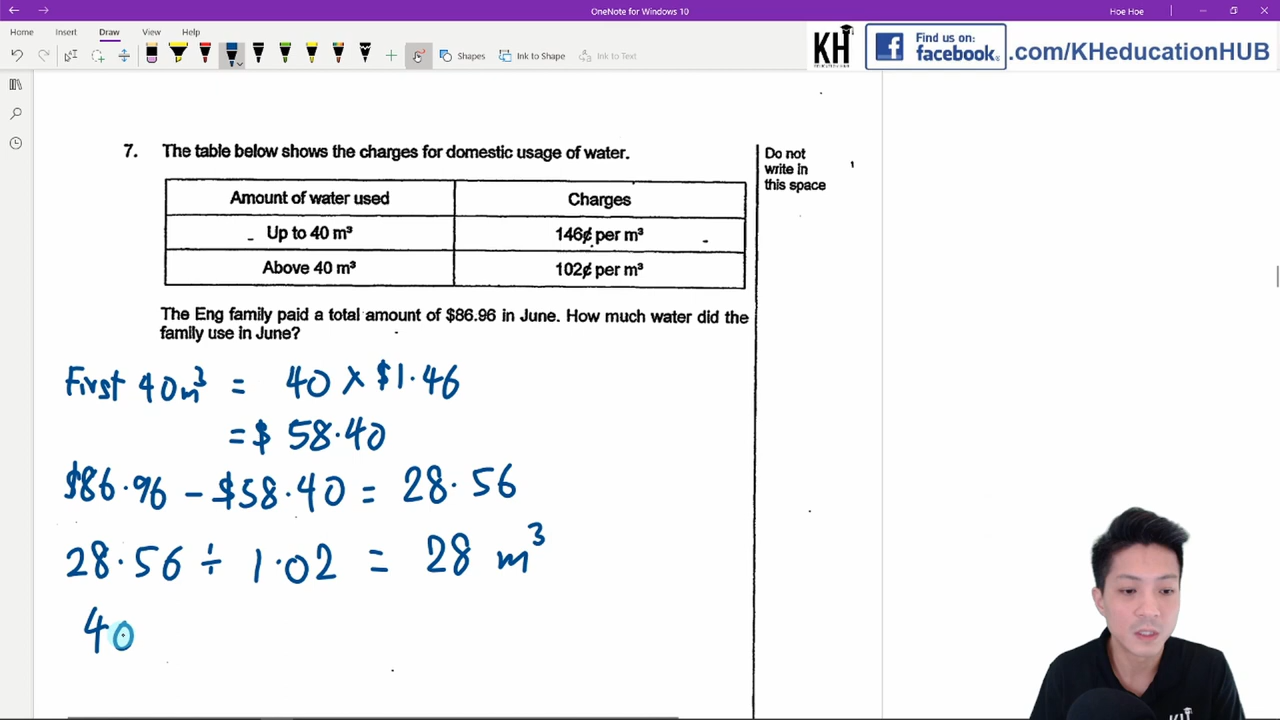 OneNote for Windows 10
Hoe Hoe
Home Insert Draw View Help
Shapes Ink to Shape Ink to Text
KH Find us on: facebook. .com/KHeducationHUB
7. The table below shows the charges for domestic usage of water.
Do not write in this space
Amount of water used Charges
Up to 40 m³ 146¢ per m³
Above 40 m³ 102¢ per m³
The Eng family paid a total amount of $86.96 in June. How much water did the
family use in June?
First 40m³ = 40 × $1.46
= $ 58.40
$86.96 - $58.40 = 28.56
28.56 ÷ 1.02 = 28 m³
40
KH